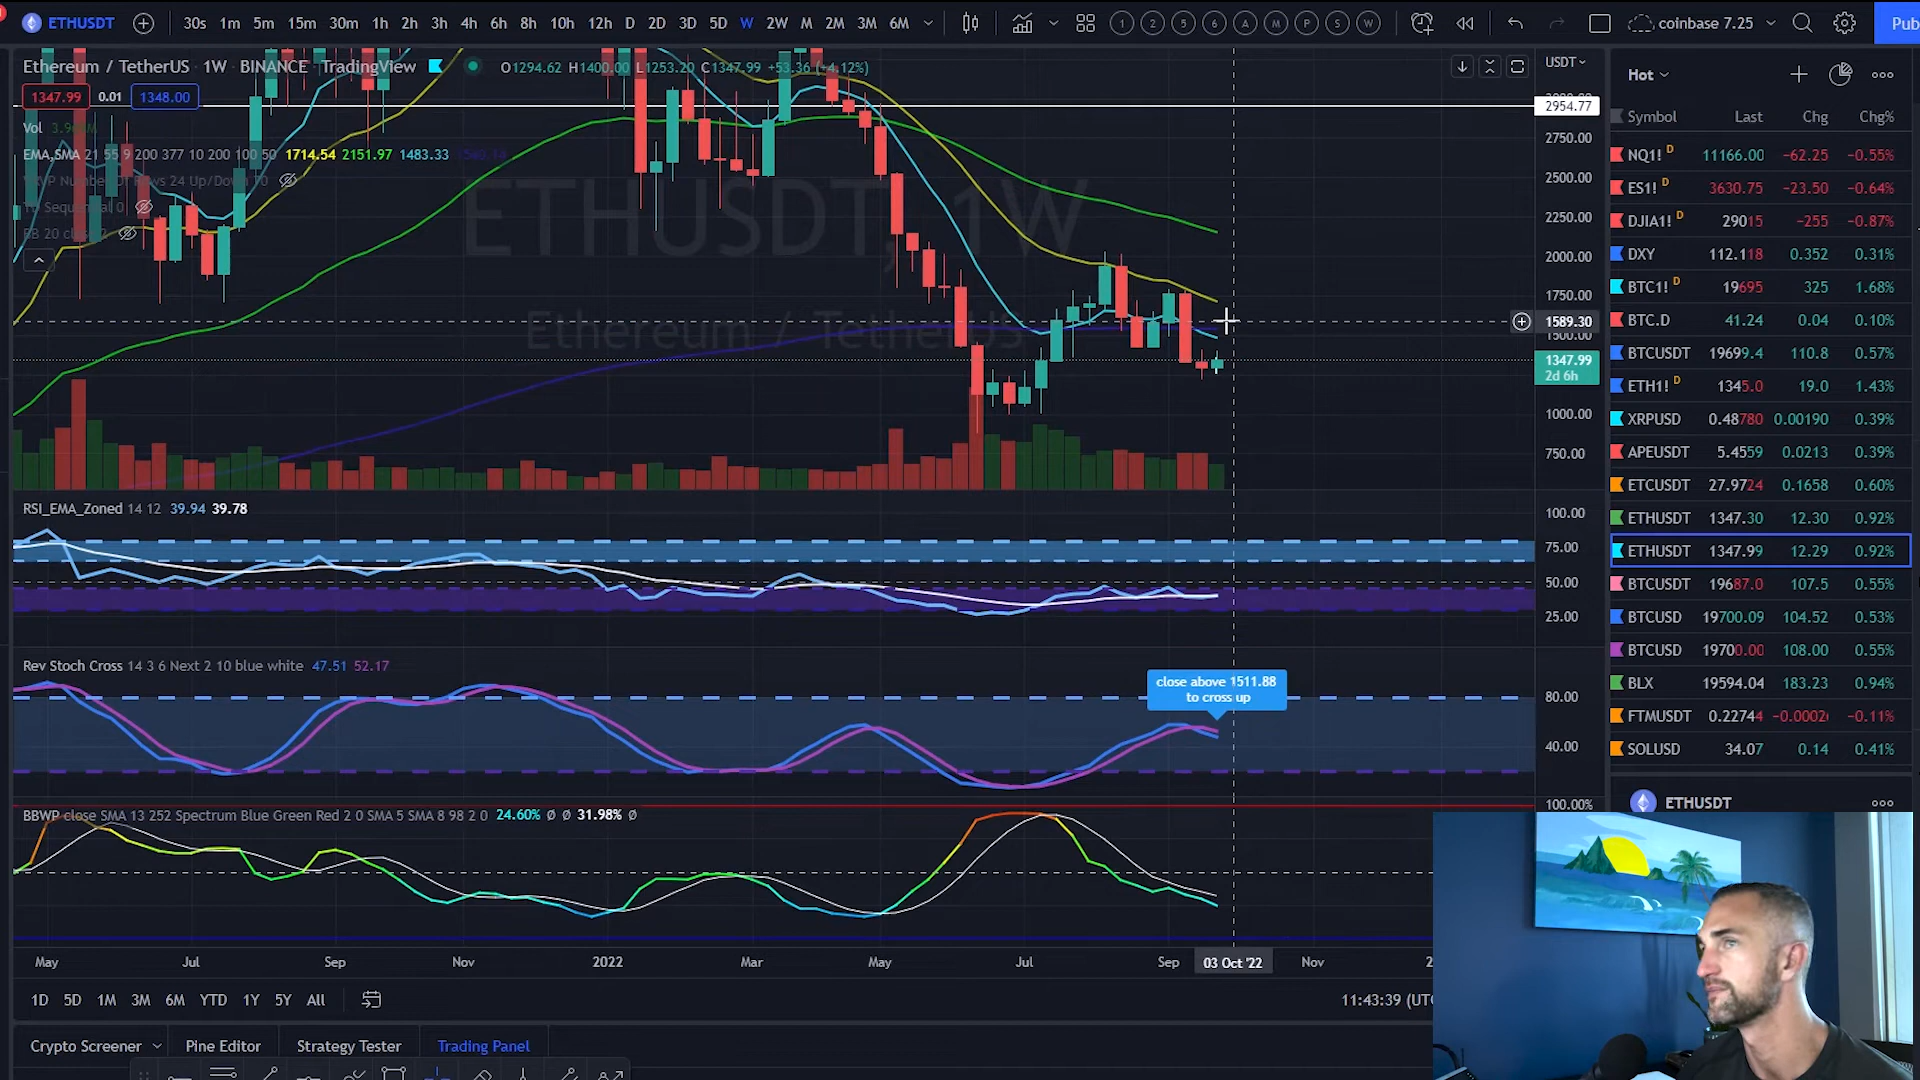 ETHUSDT 30s 1m 5m 15m 30m 1h 2h 3h 4h 6h 8h 10h 12h D 2D 3D 5D W 2W M 2M 3M 6M 1 2 5 6 A M P S W coinbase 7.25 Pub
Ethereum / TetherUS 1W BINANCE TradingView O1294.62 H1400.00 L1253.20 C1347.99 +53.36 (+4.12%)
1347.99 0.01 1348.00
Vol
EMA,SMA 21 55 9 200 377 10 200 100 50 1714.54 2151.97 1483.33
ETHUSDT, 1W
Ethereum / TetherUS
USDT
2954.77
2750.00
2500.00
2250.00
2000.00
1750.00
1589.30
1500.00
1347.99
2d 6h
1000.00
750.00
RSI_EMA_Zoned 14 12 39.94 39.78
100.00
75.00
50.00
25.00
Rev Stoch Cross 14 3 6 Next 2 10 blue white 47.51 52.17
close above 1511.88
to cross up
80.00
40.00
BBWP close SMA 13 252 Spectrum Blue Green Red 2 0 SMA 5 SMA 8 98 2 0 24.60% Ø Ø 31.98% Ø
100.00%
May Jul Sep Nov 2022 Mar May Jul Sep 03 Oct '22 Nov 2
1D 5D 1M 3M 6M YTD 1Y 5Y All 11:43:39 (UTC
Crypto Screener Pine Editor Strategy Tester Trading Panel
Hot
Symbol Last Chg Chg%
NQ1! D 11166.00 −62.25 −0.55%
ES1! D 3630.75 −23.50 −0.64%
DJIA1! D 29015 −255 −0.87%
DXY 112.118 0.352 0.31%
BTC1! D 19695 325 1.68%
BTC.D 41.24 0.04 0.10%
BTCUSDT 19699.4 110.8 0.57%
ETH1! D 1345.0 19.0 1.43%
XRPUSD 0.48780 0.00190 0.39%
APEUSDT 5.4559 0.0213 0.39%
ETCUSDT 27.9724 0.1658 0.60%
ETHUSDT 1347.30 12.30 0.92%
ETHUSDT 1347.99 12.29 0.92%
BTCUSDT 19687.0 107.5 0.55%
BTCUSD 19700.09 104.52 0.53%
BTCUSD 19700.00 108.00 0.55%
BLX 19594.04 183.23 0.94%
FTMUSDT 0.22744 −0.0002 −0.11%
SOLUSD 34.07 0.14 0.41%
ETHUSDT